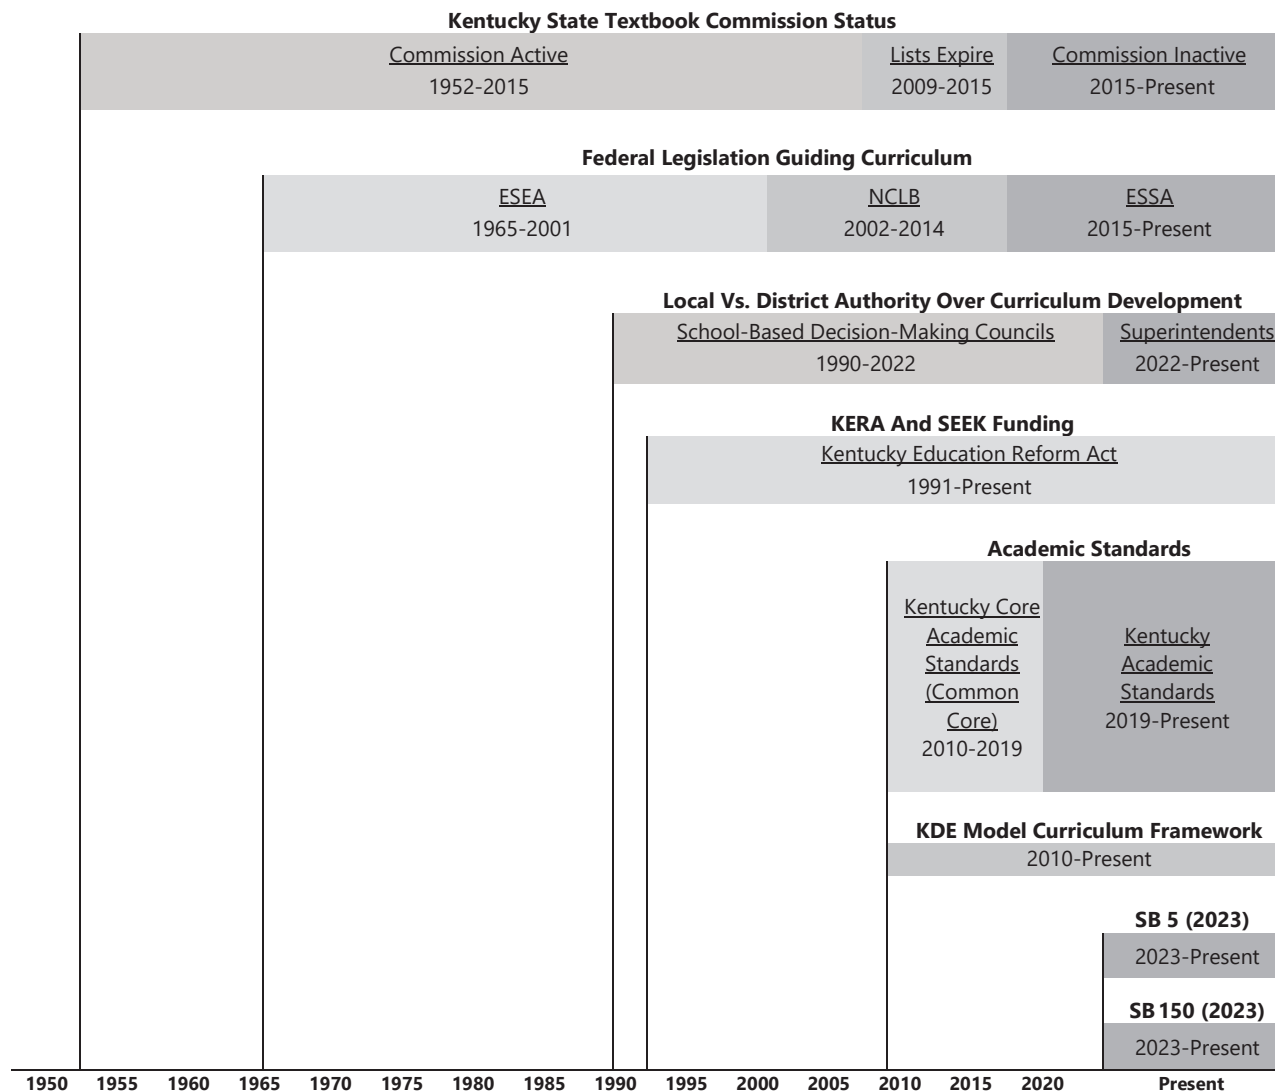 Kentucky State Textbook Commission Status
Commission Active
1952-2015
Lists Expire
2009-2015
Commission Inactive
2015-Present
Federal Legislation Guiding Curriculum
ESEA
1965-2001
NCLB
2002-2014
ESSA
2015-Present
Local Vs. District Authority Over Curriculum Development
School-Based Decision-Making Councils
1990-2022
Superintendents
2022-Present
KERA And SEEK Funding
Kentucky Education Reform Act
1991-Present
Academic Standards
Kentucky Core
Academic
Standards
(Common
Core)
2010-2019
Kentucky
Academic
Standards
2019-Present
KDE Model Curriculum Framework
2010-Present
SB 5 (2023)
2023-Present
SB 150 (2023)
2023-Present
1950 1955 1960 1965 1970 1975 1980 1985 1990 1995 2000 2005 2010 2015 2020 Present